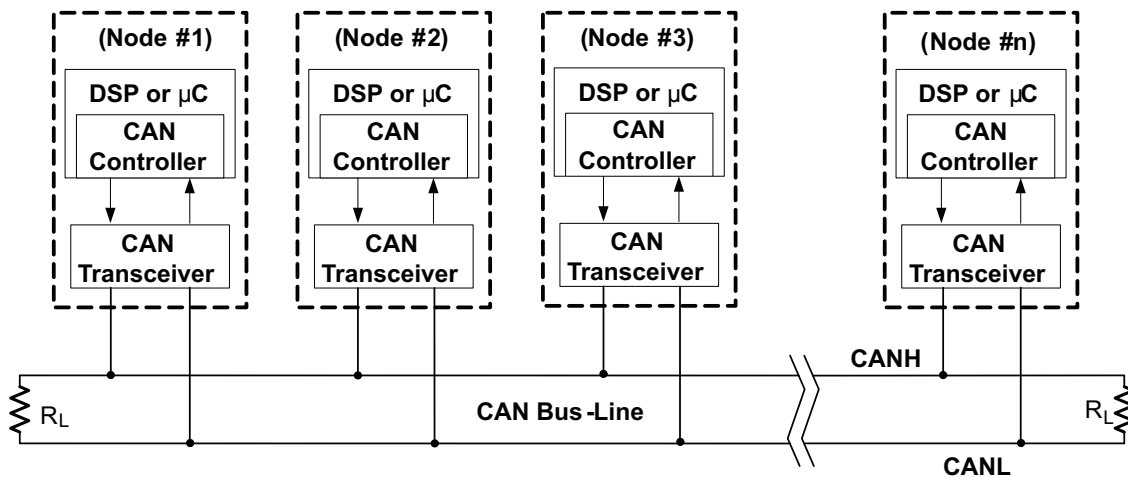 (Node #1)
DSP or µC
CAN
Controller
CAN
Transceiver
(Node #2)
DSP or µC
CAN
Controller
CAN
Transceiver
(Node #3)
DSP or µC
CAN
Controller
CAN
Transceiver
(Node #n)
DSP or µC
CAN
Controller
CAN
Transceiver
CANH
RL
CAN Bus-Line
RL
CANL